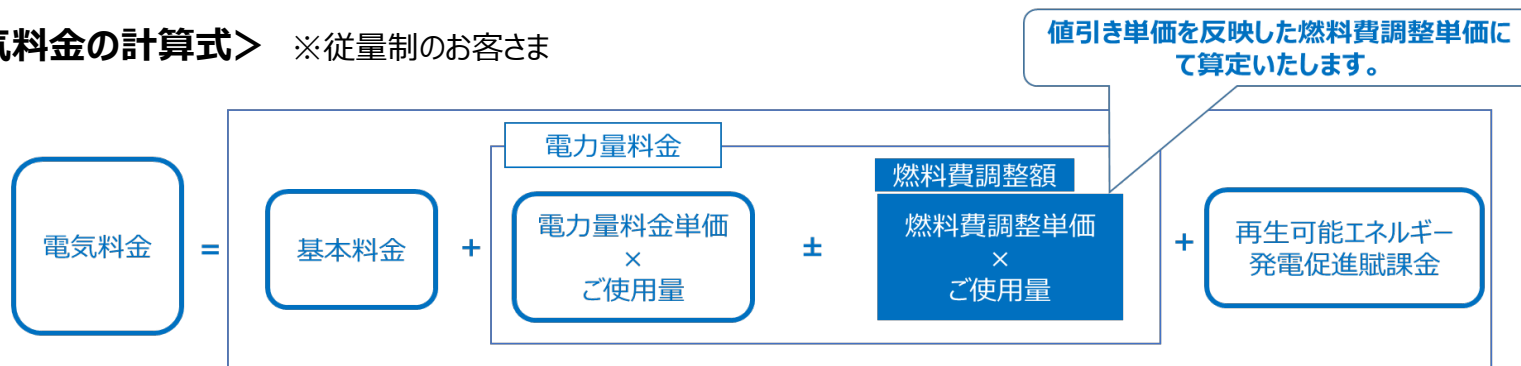 気料金の計算式＞ ※従量制のお客さま
値引き単価を反映した燃料費調整単価に
て算定いたします。
電力量料金
燃料費調整額
電気料金
=
基本料金
+
電力量料金単価
×
ご使用量
±
燃料費調整単価
×
ご使用量
+
再生可能エネルギー
発電促進賦課金